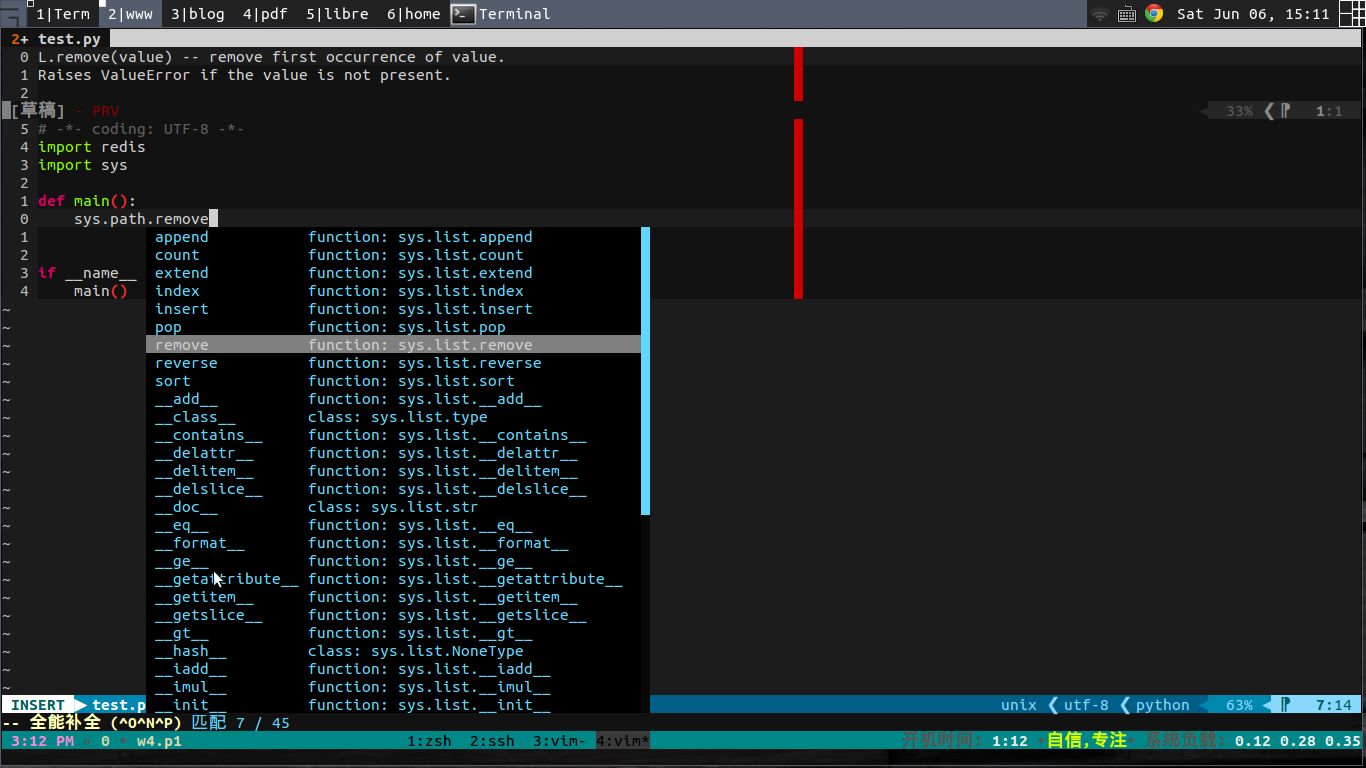 1|Term 2|www 3|blog 4|pdf 5|libre 6|home Terminal Sat Jun 06, 15:11
2+ test.py
0 L.remove(value) -- remove first occurrence of value.
1 Raises ValueError if the value is not present.
2
[草稿] - PRV 33% 1:1
5 # -*- coding: UTF-8 -*-
4 import redis
3 import sys
2
1 def main():
0 sys.path.remove
1 append function: sys.list.append
2 count function: sys.list.count
3 if __name__ extend function: sys.list.extend
4 main() index function: sys.list.index
~ insert function: sys.list.insert
~ pop function: sys.list.pop
~ remove function: sys.list.remove
~ reverse function: sys.list.reverse
~ sort function: sys.list.sort
~ __add__ function: sys.list.__add__
~ __class__ class: sys.list.type
~ __contains__ function: sys.list.__contains__
~ __delattr__ function: sys.list.__delattr__
~ __delitem__ function: sys.list.__delitem__
~ __delslice__ function: sys.list.__delslice__
~ __doc__ class: sys.list.str
~ __eq__ function: sys.list.__eq__
~ __format__ function: sys.list.__format__
~ __ge__ function: sys.list.__ge__
~ __getattribute__ function: sys.list.__getattribute__
~ __getitem__ function: sys.list.__getitem__
~ __getslice__ function: sys.list.__getslice__
~ __gt__ function: sys.list.__gt__
~ __hash__ class: sys.list.NoneType
~ __iadd__ function: sys.list.__iadd__
~ __imul__ function: sys.list.__imul__
INSERT test.p __init__ function: sys.list.__init__ unix ❮ utf-8 ❮ python 63% 7:14
-- 全能补全 (^O^N^P) 匹配 7 / 45
3:12 PM » 0 • w4.p1 1:zsh 2:ssh 3:vim- 4:vim* 开机时间: 1:12 •自信,专注• 系统负载: 0.12 0.28 0.35